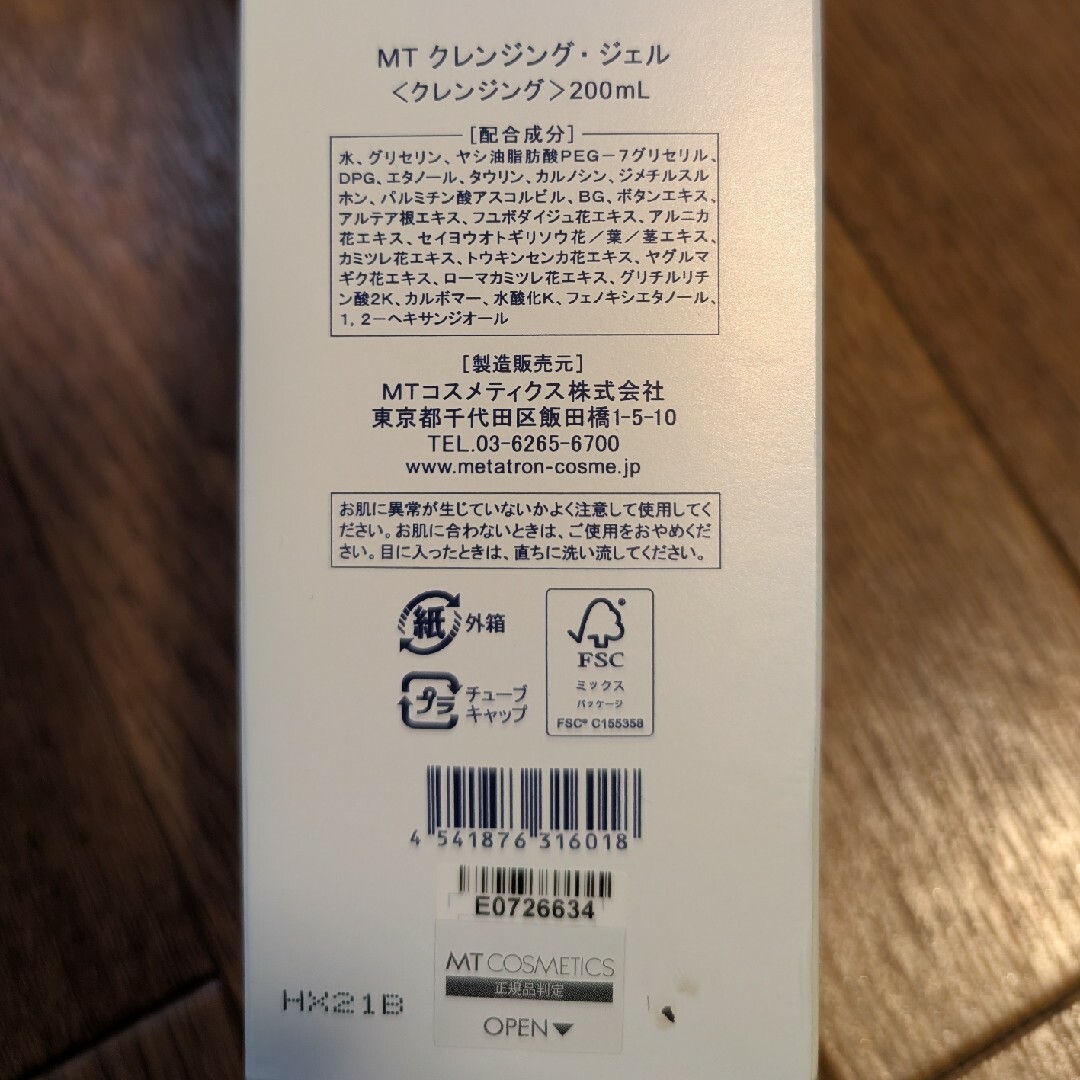 MT クレンジング・ジェル
＜クレンジング＞200mL
［配合成分］
水、グリセリン、ヤシ油脂肪酸PEG－7グリセリル、
DPG、エタノール、タウリン、カルノシン、ジメチルスル
ホン、パルミチン酸アスコルビル、BG、ボタンエキス、
アルテア根エキス、フユボダイジュ花エキス、アルニカ
花エキス、セイヨウオトギリソウ花／葉／茎エキス、
カミツレ花エキス、トウキンセンカ花エキス、ヤグルマ
ギク花エキス、ローマカミツレ花エキス、グリチルリチ
ン酸2K、カルボマー、水酸化K、フェノキシエタノール、
1，2－ヘキサンジオール
［製造販売元］
MTコスメティクス株式会社
東京都千代田区飯田橋1-5-10
TEL.03-6265-6700
www.metatron-cosme.jp
お肌に異常が生じていないかよく注意して使用してく
ださい。お肌に合わないときは、ご使用をおやめくだ
さい。目に入ったときは、直ちに洗い流してください。
紙 外箱
プラ チューブ
キャップ
FSC®
ミックス
パッケージ
FSC® C155358
4 541876 316018
E0726634
MT COSMETICS
正規品判定
OPEN▼
HX21B